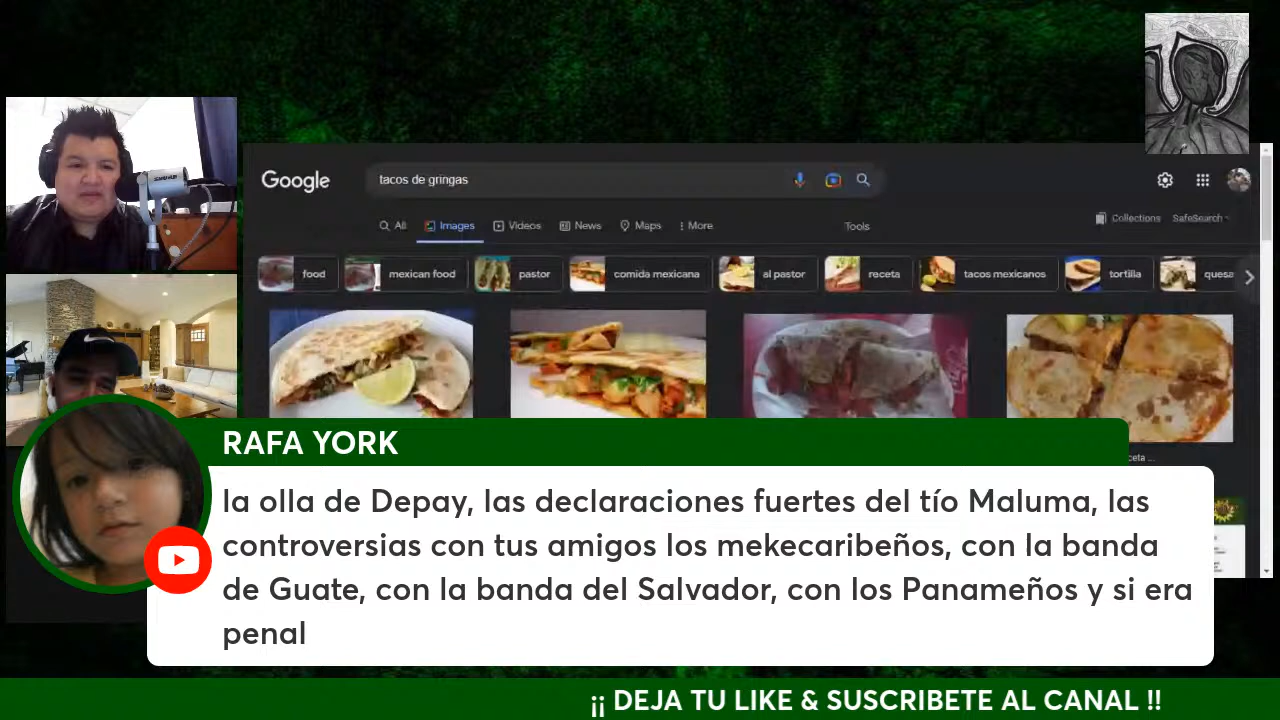 Google
tacos de gringas
All
Images
Videos
News
Maps
More
Tools
Collections
SafeSearch
food
mexican food
pastor
comida mexicana
al pastor
receta
tacos mexicanos
tortilla
quesa
SHURE
ceta ...
RAFA YORK
la olla de Depay, las declaraciones fuertes del tío Maluma, las
controversias con tus amigos los mekecaribeños, con la banda
de Guate, con la banda del Salvador, con los Panameños y si era
penal
¡¡ DEJA TU LIKE & SUSCRIBETE AL CANAL !!